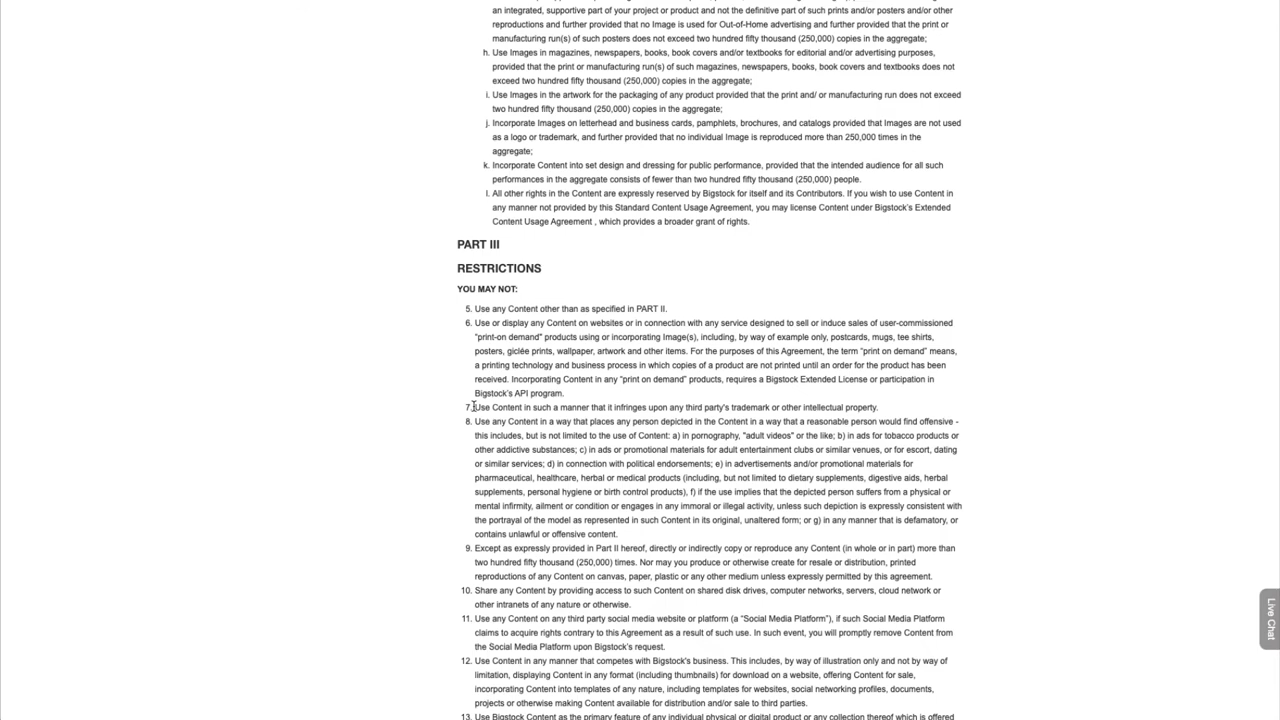 an integrated, supportive part of your project or product and not the definitive part of such prints and/or posters and/or other
reproductions and further provided that no Image is used for Out-of-Home advertising and further provided that the print or
manufacturing run(s) of such posters does not exceed two hundred fifty thousand (250,000) copies in the aggregate;
h. Use Images in magazines, newspapers, books, book covers and/or textbooks for editorial and/or advertising purposes,
provided that the print or manufacturing run(s) of such magazines, newspapers, books, book covers and textbooks does not
exceed two hundred fifty thousand (250,000) copies in the aggregate;
i. Use Images in the artwork for the packaging of any product provided that the print and/ or manufacturing run does not exceed
two hundred fifty thousand (250,000) copies in the aggregate;
j. Incorporate Images on letterhead and business cards, pamphlets, brochures, and catalogs provided that Images are not used
as a logo or trademark, and further provided that no individual Image is reproduced more than 250,000 times in the
aggregate;
k. Incorporate Content into set design and dressing for public performance, provided that the intended audience for all such
performances in the aggregate consists of fewer than two hundred fifty thousand (250,000) people.
l. All other rights in the Content are expressly reserved by Bigstock for itself and its Contributors. If you wish to use Content in
any manner not provided by this Standard Content Usage Agreement, you may license Content under Bigstock's Extended
Content Usage Agreement , which provides a broader grant of rights.
PART III
RESTRICTIONS
YOU MAY NOT:
5. Use any Content other than as specified in PART II.
6. Use or display any Content on websites or in connection with any service designed to sell or induce sales of user-commissioned
"print-on demand" products using or incorporating Image(s), including, by way of example only, postcards, mugs, tee shirts,
posters, giclée prints, wallpaper, artwork and other items. For the purposes of this Agreement, the term "print on demand" means,
a printing technology and business process in which copies of a product are not printed until an order for the product has been
received. Incorporating Content in any "print on demand" products, requires a Bigstock Extended License or participation in
Bigstock's API program.
7. Use Content in such a manner that it infringes upon any third party's trademark or other intellectual property.
8. Use any Content in a way that places any person depicted in the Content in a way that a reasonable person would find offensive -
this includes, but is not limited to the use of Content: a) in pornography, "adult videos" or the like; b) in ads for tobacco products or
other addictive substances; c) in ads or promotional materials for adult entertainment clubs or similar venues, or for escort, dating
or similar services; d) in connection with political endorsements; e) in advertisements and/or promotional materials for
pharmaceutical, healthcare, herbal or medical products (including, but not limited to dietary supplements, digestive aids, herbal
supplements, personal hygiene or birth control products), f) if the use implies that the depicted person suffers from a physical or
mental infirmity, ailment or condition or engages in any immoral or illegal activity, unless such depiction is expressly consistent with
the portrayal of the model as represented in such Content in its original, unaltered form; or g) in any manner that is defamatory, or
contains unlawful or offensive content.
9. Except as expressly provided in Part II hereof, directly or indirectly copy or reproduce any Content (in whole or in part) more than
two hundred fifty thousand (250,000) times. Nor may you produce or otherwise create for resale or distribution, printed
reproductions of any Content on canvas, paper, plastic or any other medium unless expressly permitted by this agreement.
10. Share any Content by providing access to such Content on shared disk drives, computer networks, servers, cloud network or
other intranets of any nature or otherwise.
11. Use any Content on any third party social media website or platform (a "Social Media Platform"), if such Social Media Platform
claims to acquire rights contrary to this Agreement as a result of such use. In such event, you will promptly remove Content from
the Social Media Platform upon Bigstock's request.
12. Use Content in any manner that competes with Bigstock's business. This includes, by way of illustration only and not by way of
limitation, displaying Content in any format (including thumbnails) for download on a website, offering Content for sale,
incorporating Content into templates of any nature, including templates for websites, social networking profiles, documents,
projects or otherwise making Content available for distribution and/or sale to third parties.
13. Use Bigstock Content as the primary feature of any individual physical or digital product or any collection thereof which is offered
Live Chat